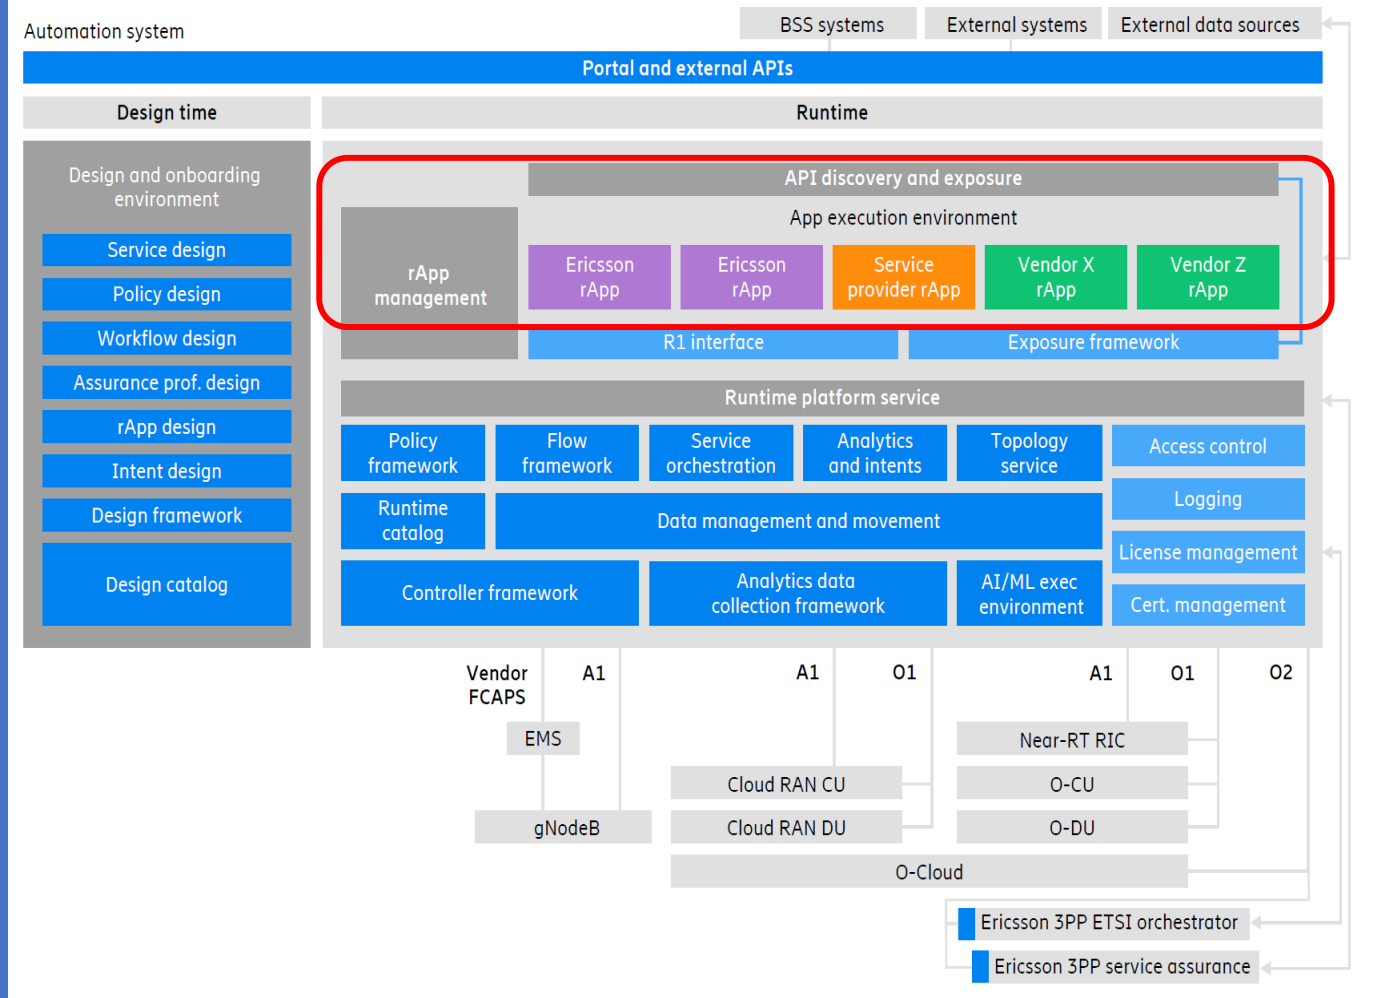 Automation system
BSS systems
External systems
External data sources
Portal and external APIs
Design time
Runtime
Design and onboarding
environment
Service design
Policy design
Workflow design
Assurance prof. design
rApp design
Intent design
Design framework
Design catalog
API discovery and exposure
App execution environment
rApp
management
Ericsson
rApp
Ericsson
rApp
Service
provider rApp
Vendor X
rApp
Vendor Z
rApp
R1 interface
Exposure framework
Runtime platform service
Policy
framework
Flow
framework
Service
orchestration
Analytics
and intents
Topology
service
Access control
Logging
License management
Cert. management
Runtime
catalog
Data management and movement
Controller framework
Analytics data
collection framework
AI/ML exec
environment
Vendor
FCAPS
A1
A1
O1
A1
O1
O2
EMS
gNodeB
Cloud RAN CU
Cloud RAN DU
Near-RT RIC
O-CU
O-DU
O-Cloud
Ericsson 3PP ETSI orchestrator
Ericsson 3PP service assurance